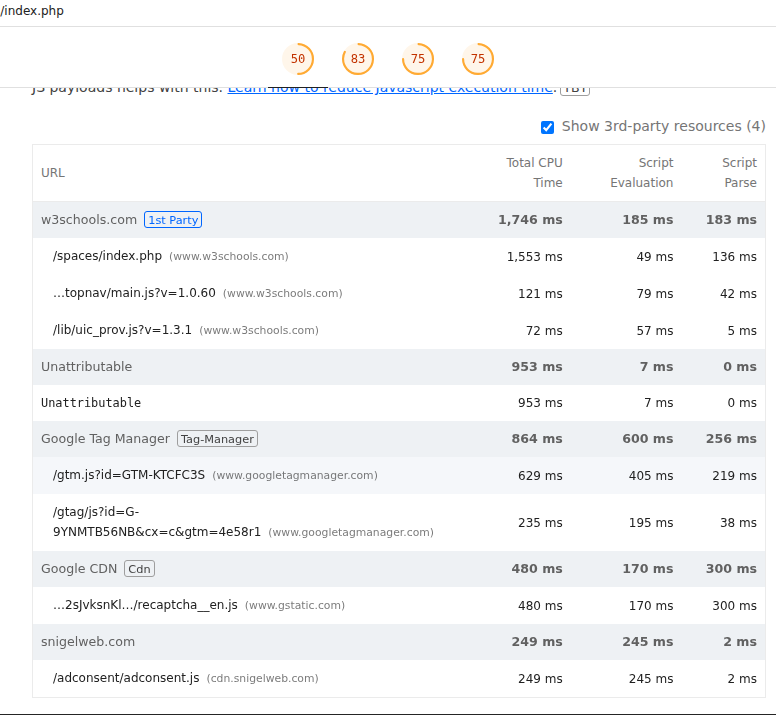 /index.php
50 83 75 75
JS payloads helps with this. Learn how to reduce Javascript execution time. TBT
Show 3rd-party resources (4)
URL Total CPU Time Script Evaluation Script Parse
w3schools.com 1st Party 1,746 ms 185 ms 183 ms
/spaces/index.php (www.w3schools.com) 1,553 ms 49 ms 136 ms
…topnav/main.js?v=1.0.60 (www.w3schools.com) 121 ms 79 ms 42 ms
/lib/uic_prov.js?v=1.3.1 (www.w3schools.com) 72 ms 57 ms 5 ms
Unattributable 953 ms 7 ms 0 ms
Unattributable 953 ms 7 ms 0 ms
Google Tag Manager Tag-Manager 864 ms 600 ms 256 ms
/gtm.js?id=GTM-KTCFC3S (www.googletagmanager.com) 629 ms 405 ms 219 ms
/gtag/js?id=G-
9YNMTB56NB&cx=c&gtm=4e58r1 (www.googletagmanager.com) 235 ms 195 ms 38 ms
Google CDN Cdn 480 ms 170 ms 300 ms
…2sJvksnKl…/recaptcha__en.js (www.gstatic.com) 480 ms 170 ms 300 ms
snigelweb.com 249 ms 245 ms 2 ms
/adconsent/adconsent.js (cdn.snigelweb.com) 249 ms 245 ms 2 ms